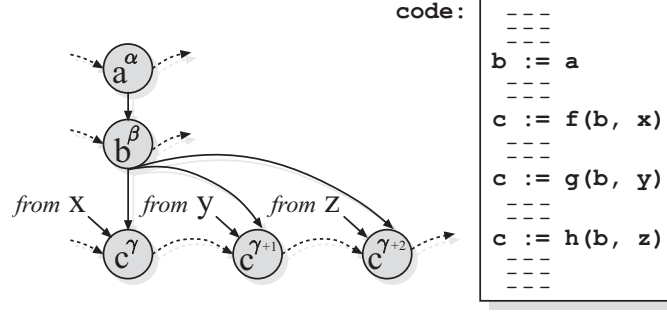 code:
---
---
---
b := a
---
---
c := f(b, x)
---
---
c := g(b, y)
---
---
c := h(b, z)
---
---
---
a^α
b^β
from x
from y
from z
c^γ
c^γ+1
c^γ+2